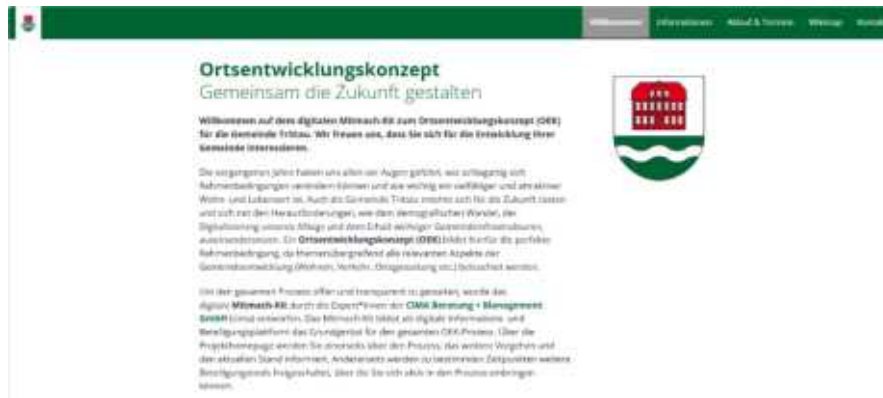 Willkommen Informationen Ablauf & Termine Sitemap Kontakt
Ortsentwicklungskonzept
Gemeinsam die Zukunft gestalten
Willkommen auf dem digitalen Mitmach-Kit zum Ortsentwicklungskonzept (OEK)
für die Gemeinde Trittau. Wir freuen uns, dass Sie sich für die Entwicklung Ihrer
Gemeinde interessieren.
Die vergangenen Jahre haben uns allen vor Augen geführt, wie schlagartig sich
Rahmenbedingungen verändern können und wie wichtig ein vielfältiger und attraktiver
Wohn- und Lebensort ist. Auch die Gemeinde Trittau möchte sich für die Zukunft rüsten
und sich mit den Herausforderungen, wie dem demografischen Wandel, der
Digitalisierung unseres Alltags und dem Erhalt wichtiger Gemeindeinfrastrukturen,
auseinandersetzen. Ein Ortsentwicklungskonzept (OEK) bildet hierfür die perfekte
Rahmenbedingung, da themenübergreifend alle relevanten Aspekte der
Gemeindeentwicklung (Wohnen, Verkehr, Ortsgestaltung etc.) betrachtet werden.
Um den gesamten Prozess offen und transparent zu gestalten, wurde das
digitale Mitmach-Kit durch die Expert*innen der CIMA Beratung + Management
GmbH (cima) entworfen. Das Mitmach-Kit bildet als digitale Informations- und
Beteiligungsplattform das Grundgerüst für den gesamten OEK-Prozess. Über die
Projekthomepage werden Sie einerseits über den Prozess, das weitere Vorgehen und
den aktuellen Stand informiert. Andererseits werden zu bestimmten Zeitpunkten weitere
Beteiligungstools freigeschaltet, über die Sie sich aktiv in den Prozess einbringen
können.